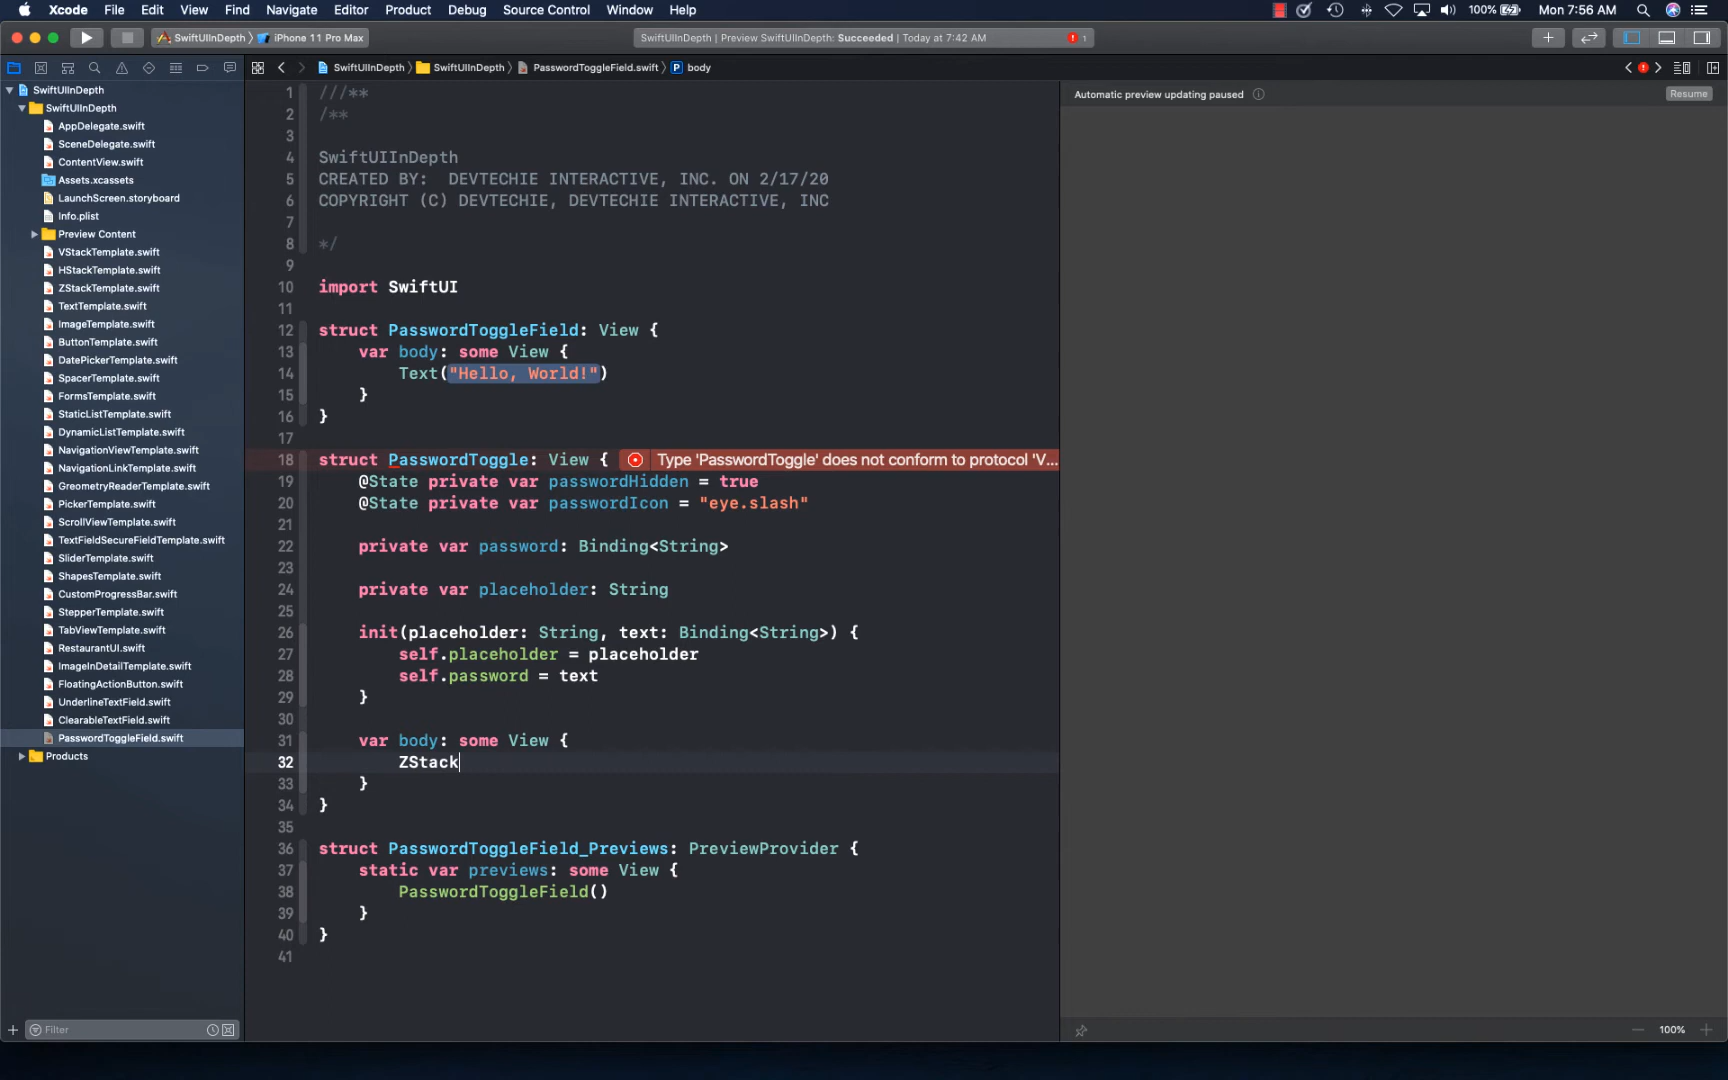 Xcode File Edit View Find Navigate Editor Product Debug Source Control Window Help 100% Mon 7:56 AM
SwiftUIInDepth iPhone 11 Pro Max SwiftUIInDepth | Preview SwiftUIInDepth: Succeeded | Today at 7:42 AM 1
SwiftUIInDepth SwiftUIInDepth PasswordToggleField.swift P body
Automatic preview updating paused Resume
SwiftUIInDepth
SwiftUIInDepth
AppDelegate.swift
SceneDelegate.swift
ContentView.swift
Assets.xcassets
LaunchScreen.storyboard
Info.plist
Preview Content
VStackTemplate.swift
HStackTemplate.swift
ZStackTemplate.swift
TextTemplate.swift
ImageTemplate.swift
ButtonTemplate.swift
DatePickerTemplate.swift
SpacerTemplate.swift
FormsTemplate.swift
StaticListTemplate.swift
DynamicListTemplate.swift
NavigationViewTemplate.swift
NavigationLinkTemplate.swift
GreometryReaderTemplate.swift
PickerTemplate.swift
ScrollViewTemplate.swift
TextFieldSecureFieldTemplate.swift
SliderTemplate.swift
ShapesTemplate.swift
CustomProgressBar.swift
StepperTemplate.swift
TabViewTemplate.swift
RestaurantUI.swift
ImageInDetailTemplate.swift
FloatingActionButton.swift
UnderlineTextField.swift
ClearableTextField.swift
PasswordToggleField.swift
Products
Filter
1 ///**
2 /**
3
4 SwiftUIInDepth
5 CREATED BY:  DEVTECHIE INTERACTIVE, INC. ON 2/17/20
6 COPYRIGHT (C) DEVTECHIE, DEVTECHIE INTERACTIVE, INC
7
8 */
9
10 import SwiftUI
11
12 struct PasswordToggleField: View {
13     var body: some View {
14         Text("Hello, World!")
15     }
16 }
17
18 struct PasswordToggle: View { Type 'PasswordToggle' does not conform to protocol 'V...
19     @State private var passwordHidden = true
20     @State private var passwordIcon = "eye.slash"
21
22     private var password: Binding<String>
23
24     private var placeholder: String
25
26     init(placeholder: String, text: Binding<String>) {
27         self.placeholder = placeholder
28         self.password = text
29     }
30
31     var body: some View {
32         ZStack
33     }
34 }
35
36 struct PasswordToggleField_Previews: PreviewProvider {
37     static var previews: some View {
38         PasswordToggleField()
39     }
40 }
41
100%